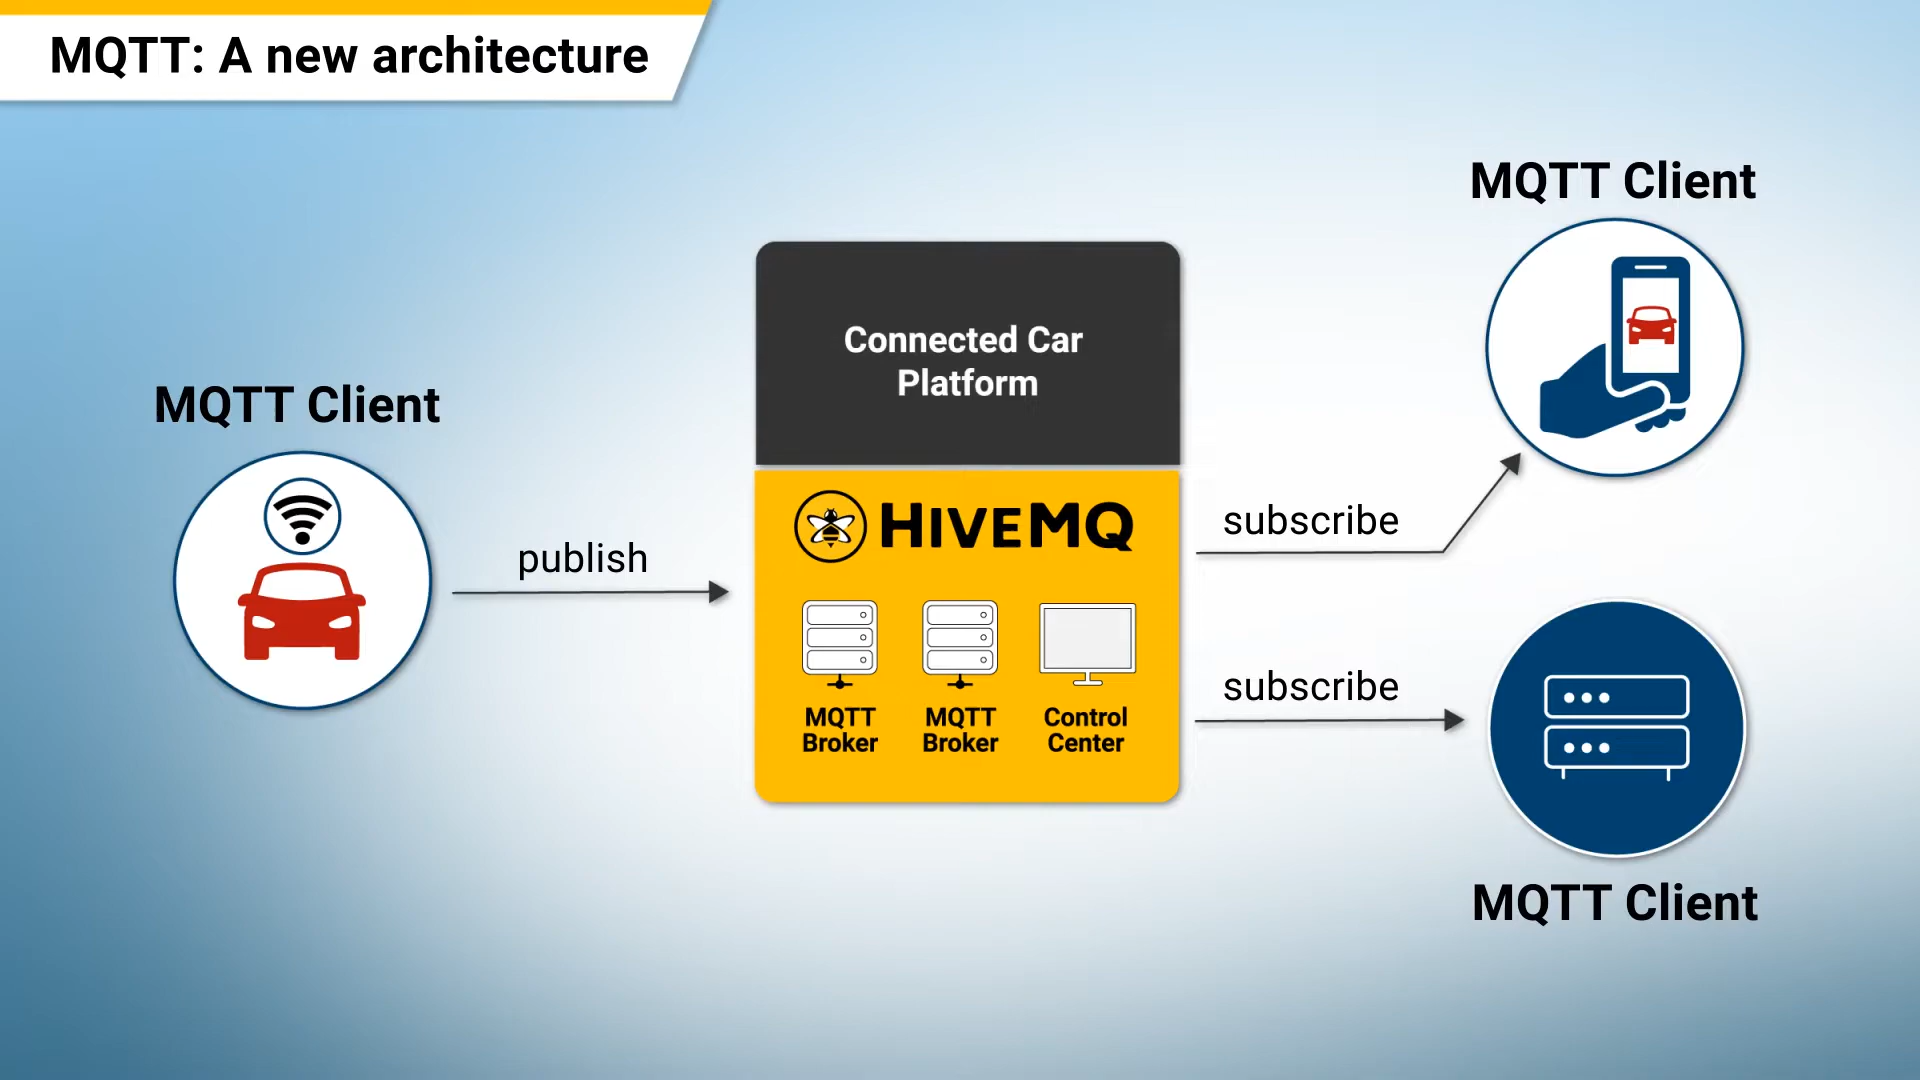 MQTT: A new architecture
MQTT Client
publish
Connected Car
Platform
HIVEMQ
MQTT
Broker
MQTT
Broker
Control
Center
subscribe
subscribe
MQTT Client
MQTT Client